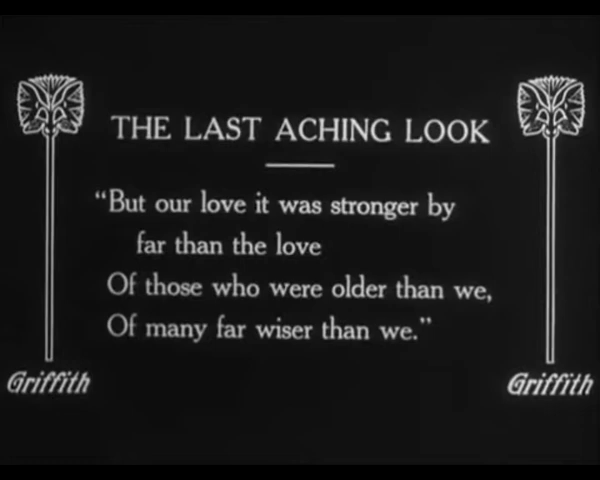 THE LAST ACHING LOOK
“But our love it was stronger by
far than the love
Of those who were older than we,
Of many far wiser than we.”
Griffith
Griffith